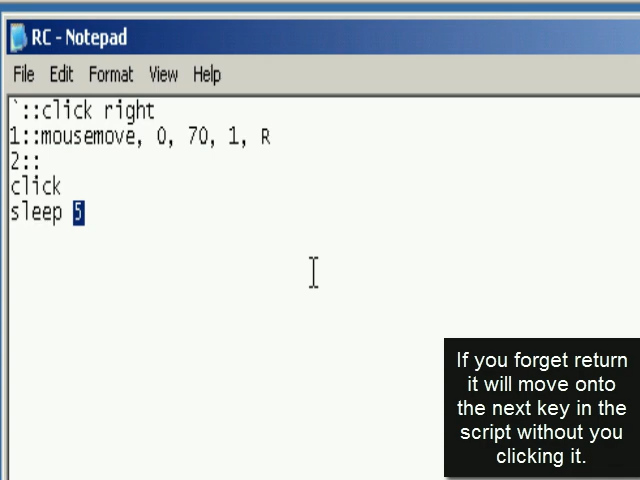 RC - Notepad
File Edit Format View Help
`::click right
1::mousemove, 0, 70, 1, R
2::
click
sleep 5
If you forget return
it will move onto
the next key in the
script without you
clicking it.